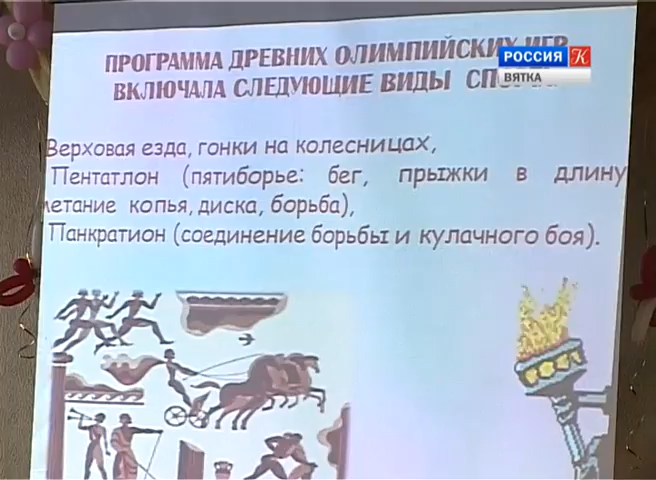 ПРОГРАММА ДРЕВНИХ ОЛИМПИЙСКИХ ИГР
ВКЛЮЧАЛА СЛЕДУЮЩИЕ ВИДЫ
РОССИЯ К
ВЯТКА
Верховая езда, гонки на колесницах,
Пентатлон (пятиборье: бег, прыжки в длину
метание копья, диска, борьба),
Панкратион (соединение борьбы и кулачного боя).